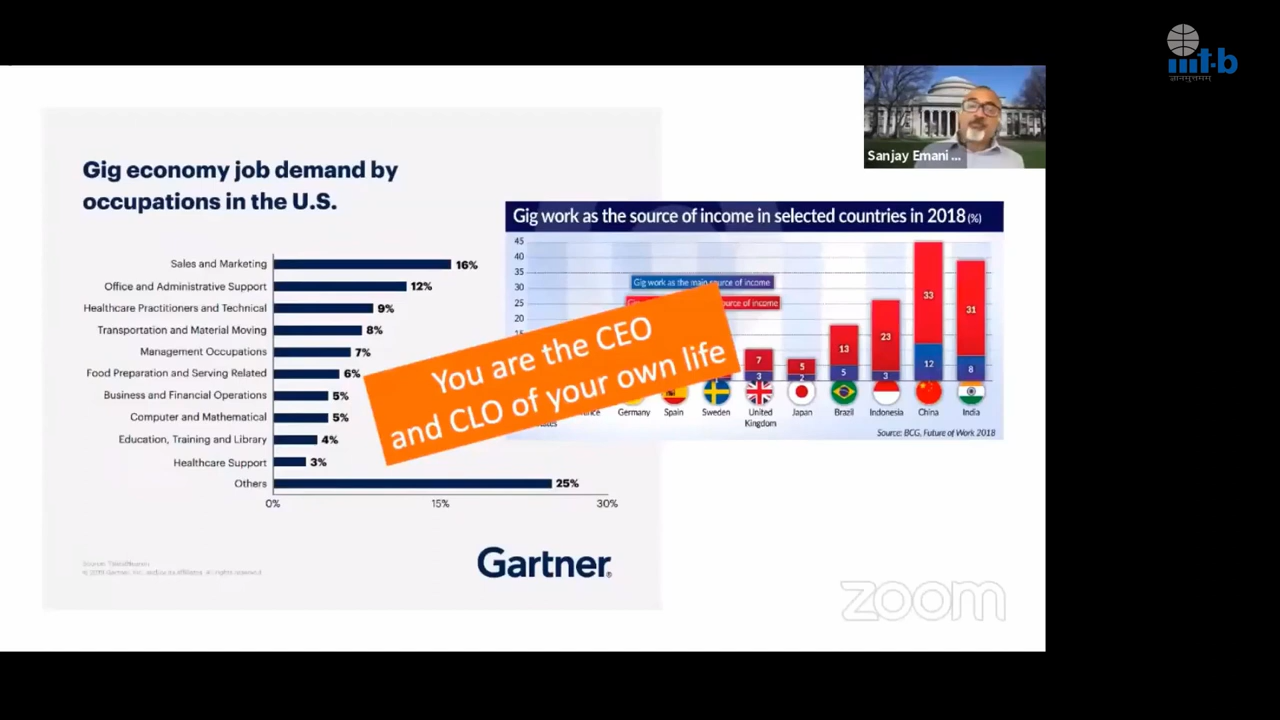 iiit-b
ज्ञानमुत्तमम्
Sanjay Emani ...
Gig economy job demand by
occupations in the U.S.
Sales and Marketing 16%
Office and Administrative Support 12%
Healthcare Practitioners and Technical 9%
Transportation and Material Moving 8%
Management Occupations 7%
Food Preparation and Serving Related 6%
Business and Financial Operations 5%
Computer and Mathematical 5%
Education, Training and Library 4%
Healthcare Support 3%
Others 25%
0% 15% 30%
Gartner
Gig work as the source of income in selected countries in 2018 (%)
45
40
35
30
25
20
15
Gig work as the main source of income
source of income
7 5 13 23 33 31
3 2 5 3 12 8
Germany Spain Sweden United Kingdom Japan Brazil Indonesia China India
Source: BCG, Future of Work 2018
You are the CEO
and CLO of your own life
zoom